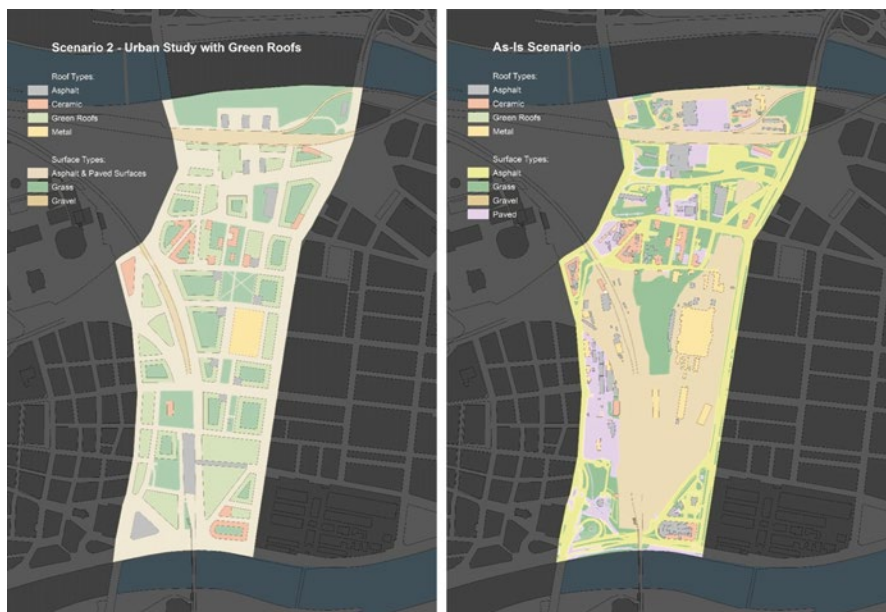 Scenario 2 - Urban Study with Green Roofs
Roof Types:
Asphalt
Ceramic
Green Roofs
Metal
Surface Types:
Asphalt & Paved Surfaces
Grass
Gravel
As-Is Scenario
Roof Types:
Asphalt
Ceramic
Green Roofs
Metal
Surface Types:
Asphalt
Grass
Gravel
Paved